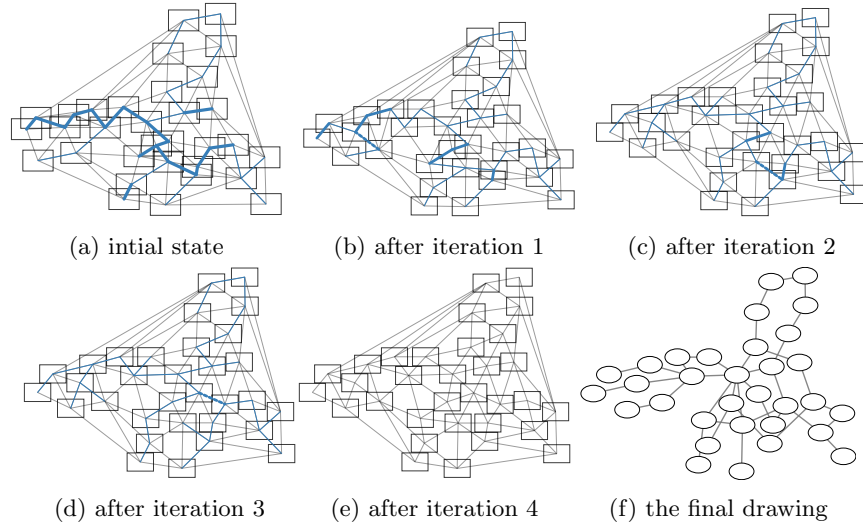 (a) intial state
(b) after iteration 1
(c) after iteration 2
(d) after iteration 3
(e) after iteration 4
(f) the final drawing